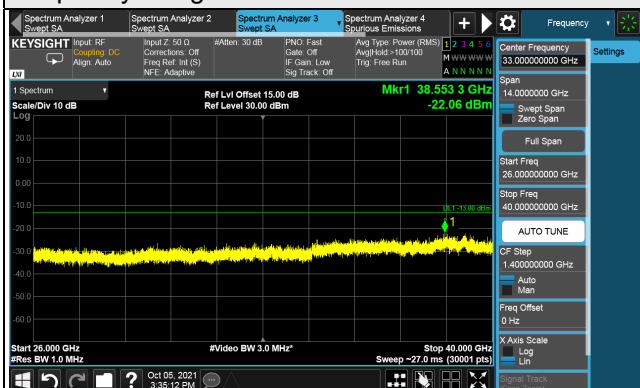 Spectrum Analyzer 1
Swept SA
Spectrum Analyzer 2
Swept SA
Spectrum Analyzer 3
Swept SA
Spectrum Analyzer 4
Spurious Emissions
Frequency
KEYSIGHT
LXI
Input: RF
Coupling: DC
Align: Auto
Input Z: 50 Ω
Corrections: Off
Freq Ref: Int (S)
NFE: Adaptive
#Atten: 30 dB
PNO: Fast
Gate: Off
IF Gain: Low
Sig Track: Off
Avg Type: Power (RMS)
Avg|Hold:>100/100
Trig: Free Run
1 2 3 4 5 6
M W W W W W
A N N N N N
1 Spectrum
Scale/Div 10 dB
Log
Ref Lvl Offset 15.00 dB
Ref Level 30.00 dBm
Mkr1 38.553 3 GHz
-22.06 dBm
20.0
10.0
0.00
-10.0
-20.0
-30.0
-40.0
-50.0
-60.0
DL1 -13.00 dBm
1
Start 26.000 GHz
#Res BW 1.0 MHz
#Video BW 3.0 MHz*
Stop 40.000 GHz
Sweep ~27.0 ms (30001 pts)
Center Frequency
33.000000000 GHz
Settings
Span
14.0000000 GHz
Swept Span
Zero Span
Full Span
Start Freq
26.000000000 GHz
Stop Freq
40.000000000 GHz
AUTO TUNE
CF Step
1.400000000 GHz
Auto
Man
Freq Offset
0 Hz
X Axis Scale
Log
Lin
Signal Track
Oct 05, 2021
3:35:12 PM